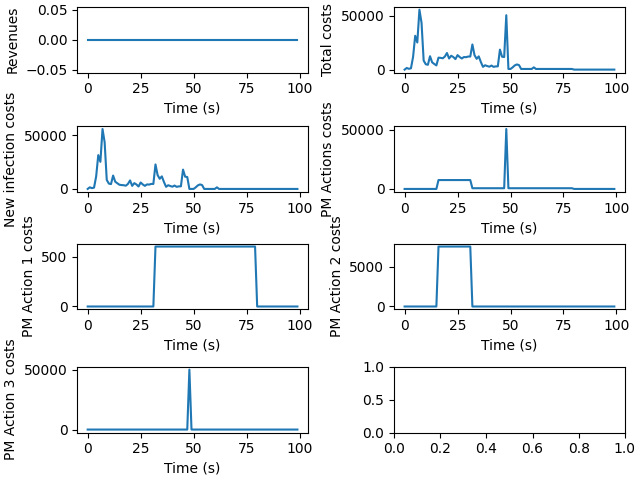 Revenues
0.05
0.00
−0.05
0 25 50 75 100
Time (s)
Total costs
50000
0
0 25 50 75 100
Time (s)
New infection costs
50000
0
0 25 50 75 100
Time (s)
PM Actions costs
50000
0
0 25 50 75 100
Time (s)
PM Action 1 costs
500
0
0 25 50 75 100
Time (s)
PM Action 2 costs
5000
0
0 25 50 75 100
Time (s)
PM Action 3 costs
50000
0
0 25 50 75 100
Time (s)
1.0
0.5
0.0
0.0 0.2 0.4 0.6 0.8 1.0